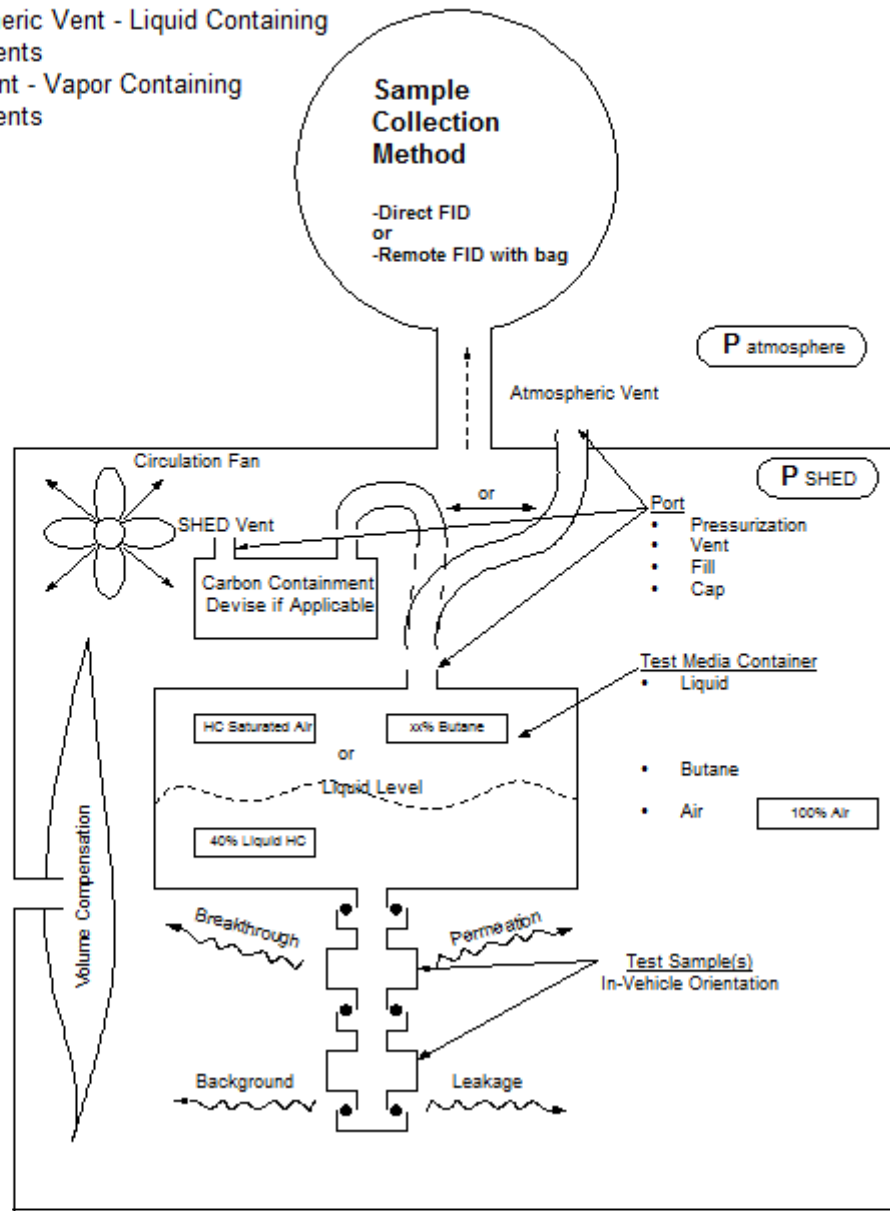 eric Vent - Liquid Containing
ents
nt - Vapor Containing
ents
Sample
Collection
Method
-Direct FID
or
-Remote FID with bag
P atmosphere
Atmospheric Vent
Circulation Fan
P SHED
or
Port
SHED Vent
• Pressurization
• Vent
• Fill
• Cap
Carbon Containment
Devise if Applicable
Test Media Container
• Liquid
HC Saturated Air
xx% Butane
or
Liquid Level
• Butane
• Air
100% Air
40% Liquid HC
Volume Compensation
Breakthrough
Permeation
Test Sample(s)
In-Vehicle Orientation
Background
Leakage